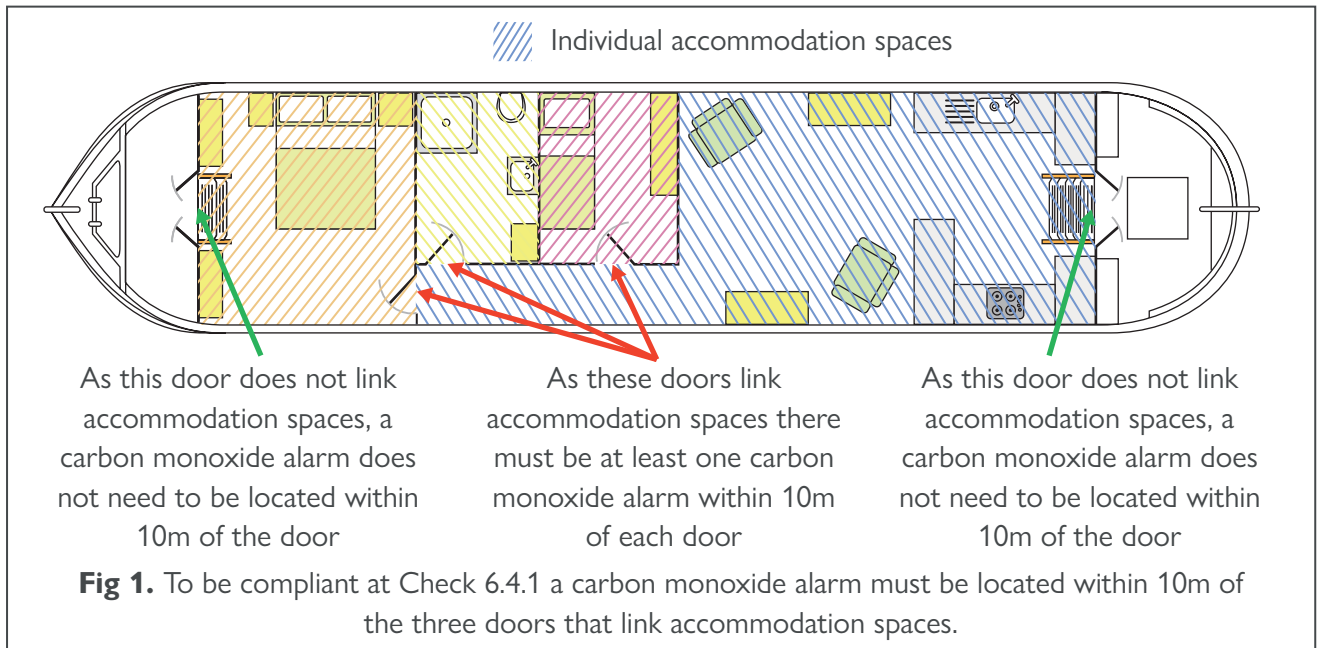 Individual accommodation spaces
As this door does not link
accommodation spaces, a
carbon monoxide alarm does
not need to be located within
10m of the door
As these doors link
accommodation spaces there
must be at least one carbon
monoxide alarm within 10m
of each door
As this door does not link
accommodation spaces, a
carbon monoxide alarm does
not need to be located within
10m of the door
Fig 1. To be compliant at Check 6.4.1 a carbon monoxide alarm must be located within 10m of
the three doors that link accommodation spaces.